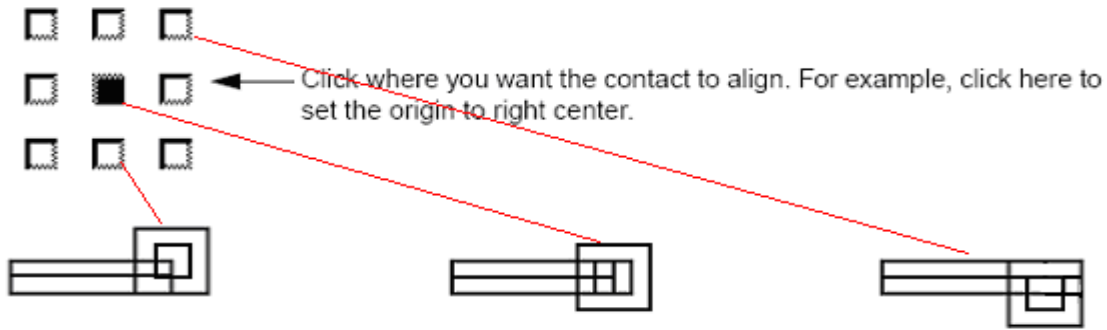 Click where you want the contact to align. For example, click here to
set the origin to right center.